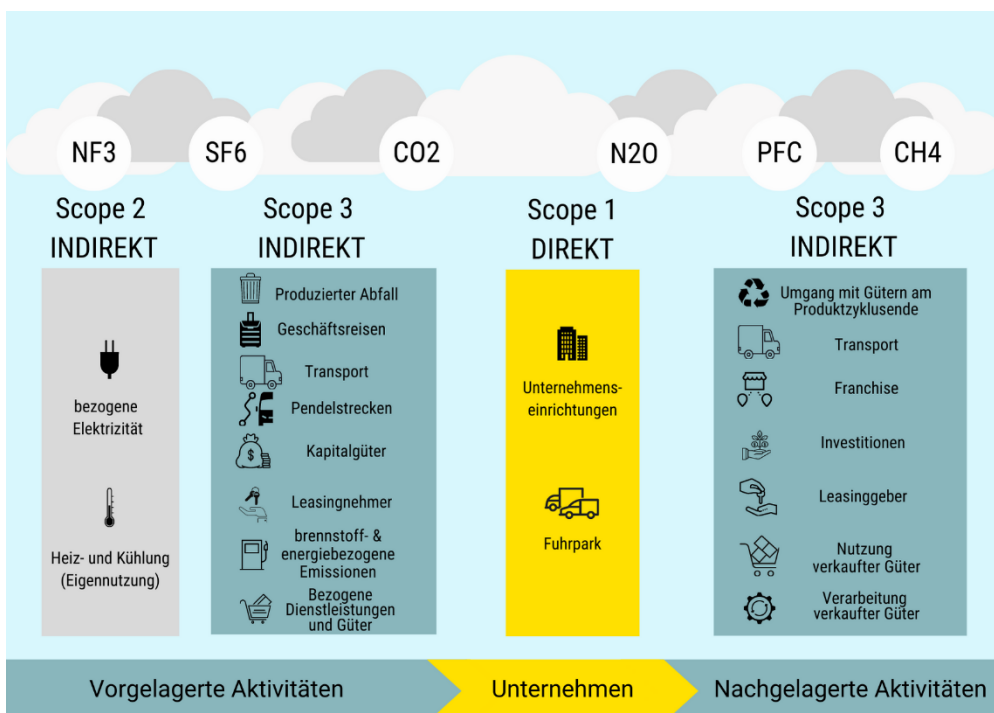 NF3
SF6
CO2
N2O
PFC
CH4
Scope 2
INDIREKT
bezogene
Elektrizität
Heiz- und Kühlung
(Eigennutzung)
Scope 3
INDIREKT
Produzierter Abfall
Geschäftsreisen
Transport
Pendelstrecken
Kapitalgüter
$
Leasingnehmer
brennstoff- &
energiebezogene
Emissionen
Bezogene
Dienstleistungen
und Güter
Scope 1
DIREKT
Unternehmens-
einrichtungen
Fuhrpark
Scope 3
INDIREKT
Umgang mit Gütern am
Produktzyklusende
Transport
Franchise
Investitionen
Leasinggeber
Nutzung
verkaufter Güter
Verarbeitung
verkaufter Güter
Vorgelagerte Aktivitäten
Unternehmen
Nachgelagerte Aktivitäten